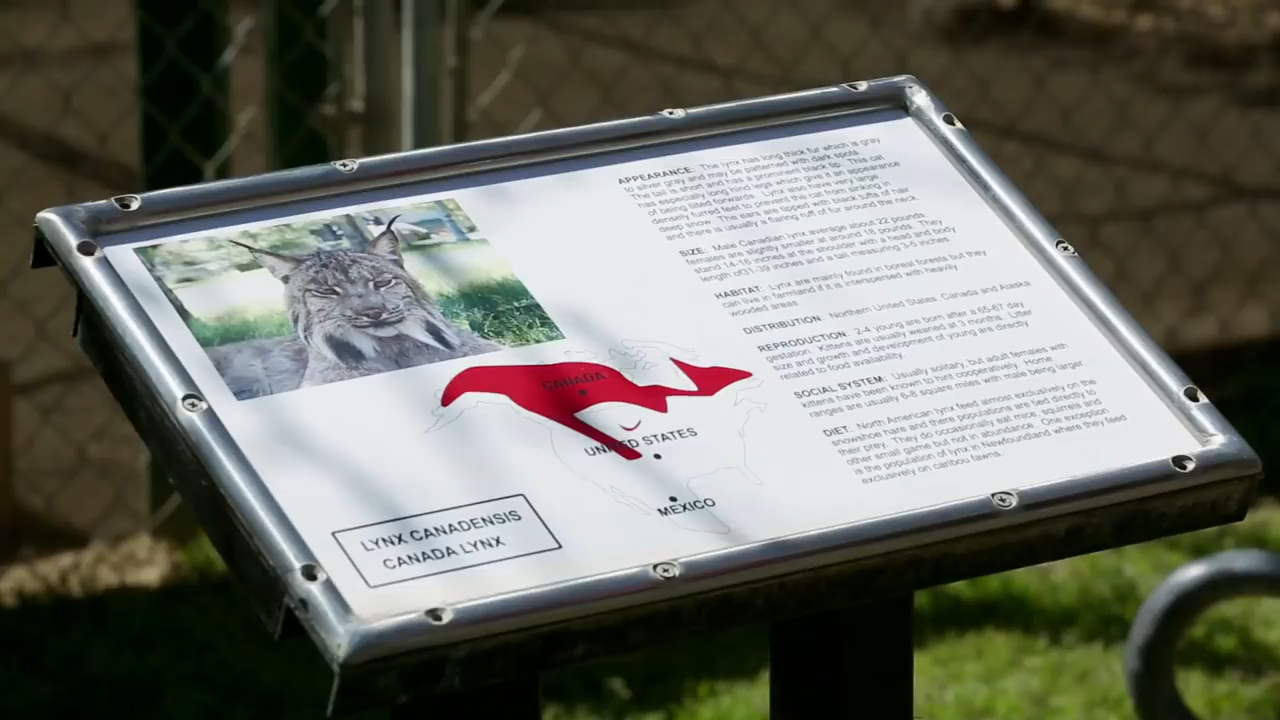 APPEARANCE: The lynx has long thick fur which is gray
to silver gray and may be patterned with dark spots.
The tail is short and has a prominent black tip. This cat
has especially long hind legs which give it an appearance
of being tilted forwards. Lynx also have very large
densely furred feet to prevent them from sinking in
deep snow. The ears are tipped with black tufts of hair
and there is usually a flaring ruff of fur around the neck.
SIZE: Male Canadian lynx average about 22 pounds,
females are slightly smaller at around 18 pounds. They
stand 14-16 inches at the shoulder with a head and body
length of31-39 inches and a tail measuring 3-5 inches.
HABITAT: Lynx are mainly found in boreal forests but they
can live in farmland if it is interspersed with heavily
wooded areas.
DISTRIBUTION: Northern United States, Canada and Alaska
REPRODUCTION: 2-4 young are born after a 65-67 day
gestation. Kittens are usually weaned at 3 months. Litter
size and growth and development of young are directly
related to food availability.
SOCIAL SYSTEM: Usually solitary, but adult females with
kittens have been known to hint cooperatively. Home
ranges are usually 6-8 square miles with male being larger
DIET: North American lynx feed almost exclusively on the
snowshoe hare and there populations are tied directly to
their prey. They do occasionally eat mice, squirrels and
other small game but not in abundance. One exception
is the population of lynx in Newfoundland where they feed
exclusively on caribou fawns.
CANADA
UNITED STATES
MEXICO
LYNX CANADENSIS
CANADA LYNX